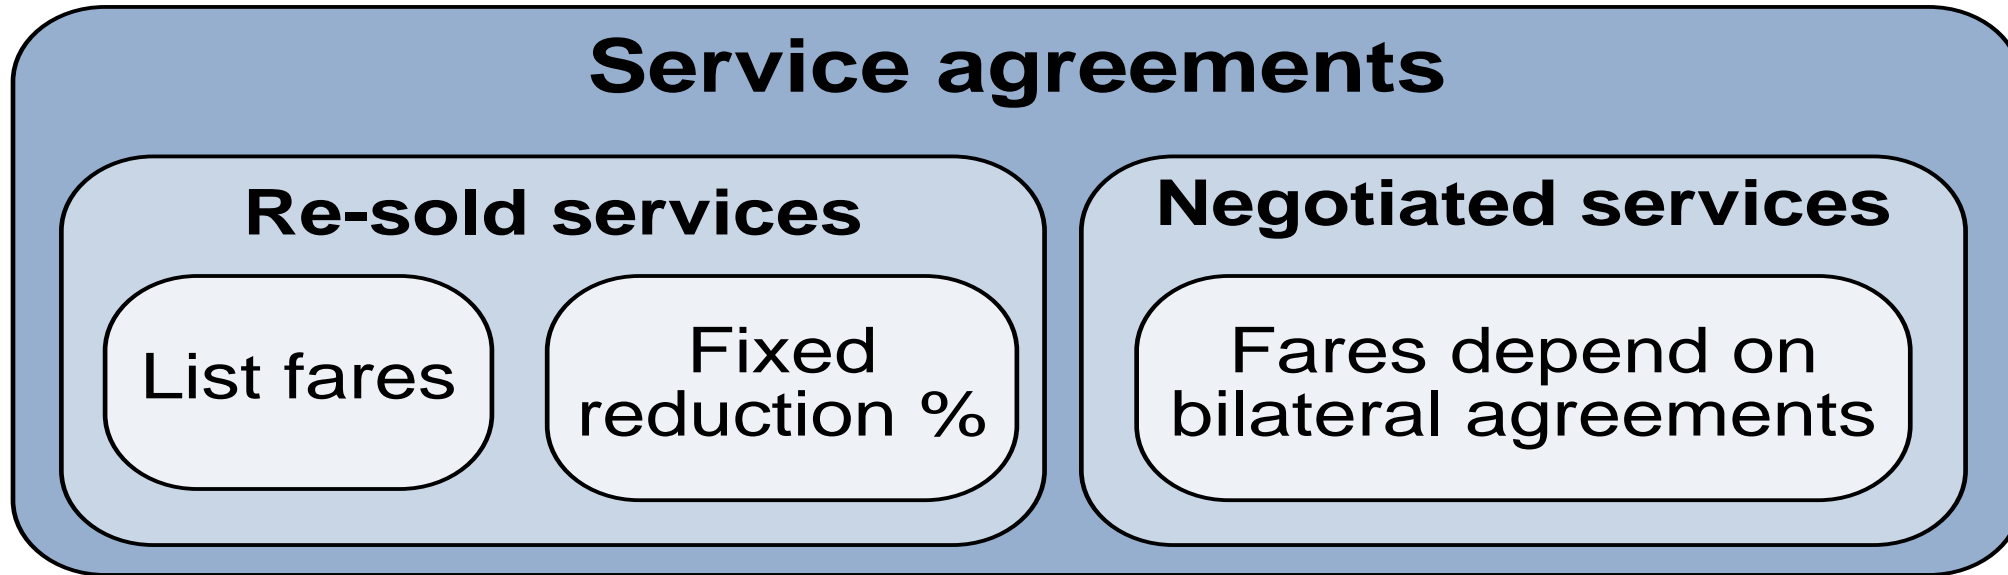 Service agreements
Re-sold services
Negotiated services
List fares
Fixed
reduction %
Fares depend on
bilateral agreements